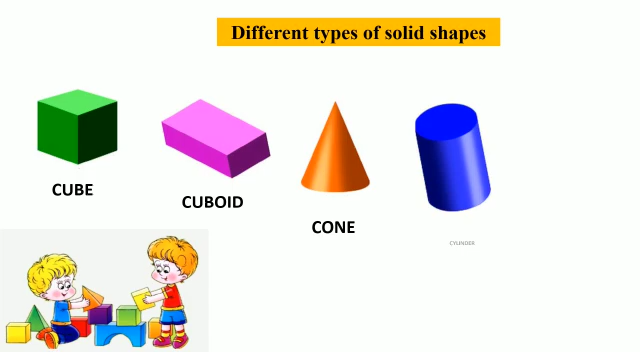 Different types of solid shapes
CUBE
CUBOID
CONE
CYLINDER